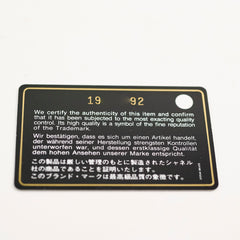 19 92
We certify the authenticity of this item and confirm
that it has been subjected to the most exacting quality
control. Its high quality is a symbol of the fine reputation
of the Trademark.
Wir bestätigen, dass es sich um einen Artikel handelt,
der während seiner Herstellung strengsten Kontrollen
unterworfen war, und dessen erstklassige Qualität
dem hohen Ansehen unserer Marke entspricht.
この製品は厳しい管理のもとに製造されたシャネル
社の商品であることを証明致します。
このブランド・マークは最高級品質の象徴です。